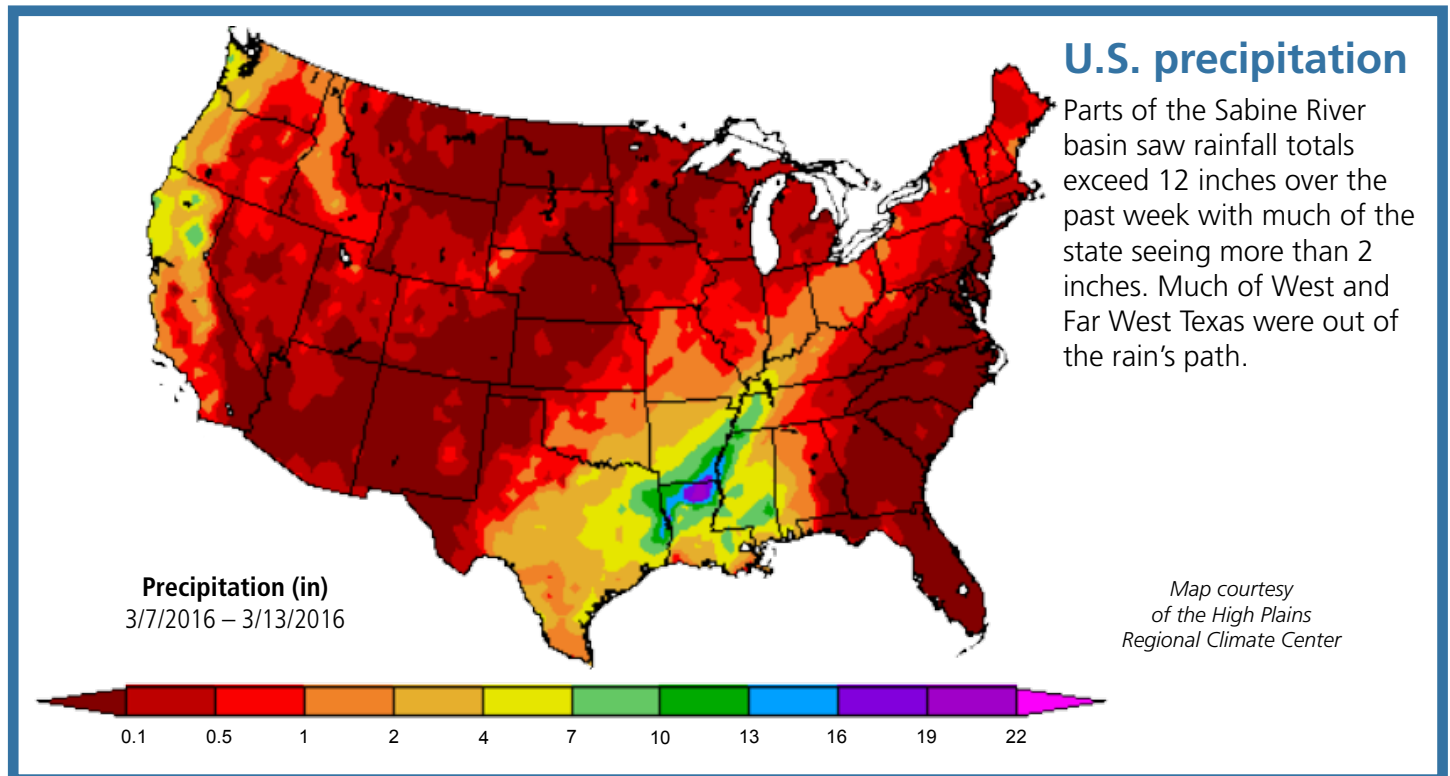 U.S. precipitation
Parts of the Sabine River
basin saw rainfall totals
exceed 12 inches over the
past week with much of the
state seeing more than 2
inches. Much of West and
Far West Texas were out of
the rain’s path.
Precipitation (in)
3/7/2016 – 3/13/2016
Map courtesy
of the High Plains
Regional Climate Center
0.1 0.5 1 2 4 7 10 13 16 19 22